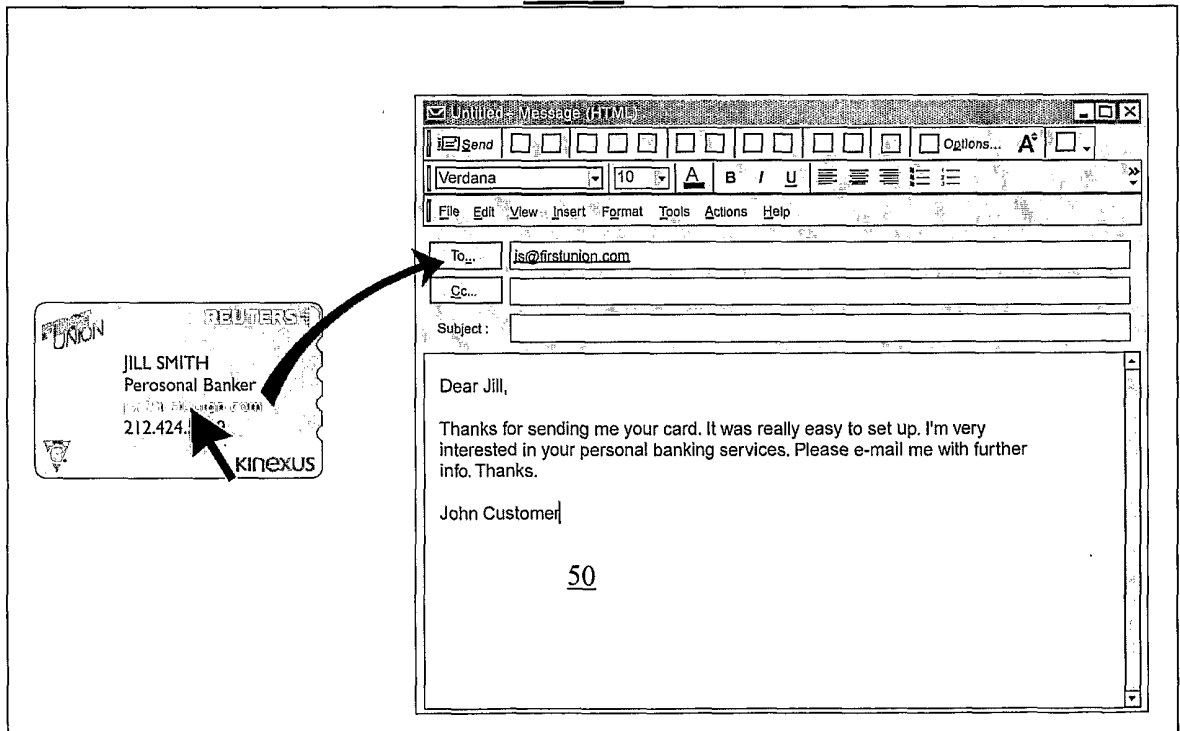 Untitled - Message (HTML)
Send Options... A
Verdana 10 A B I U
File Edit View Insert Format Tools Actions Help
To... js@firstunion.com
Cc...
Subject :
FIRST UNION REUTERS
JILL SMITH
Perosonal Banker
212.424.
KINEXUS
Dear Jill,
Thanks for sending me your card. It was really easy to set up. I'm very
interested in your personal banking services. Please e-mail me with further
info. Thanks.
John Customer
50